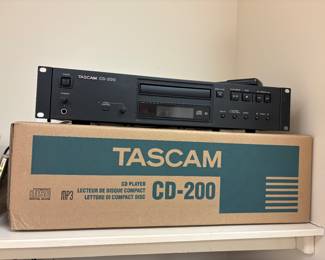 TASCAM CD-200
TASCAM
CD PLAYER
LECTEUR DE DISQUE COMPACT
LETTORE DI COMPACT DISC
CD-200
MP3